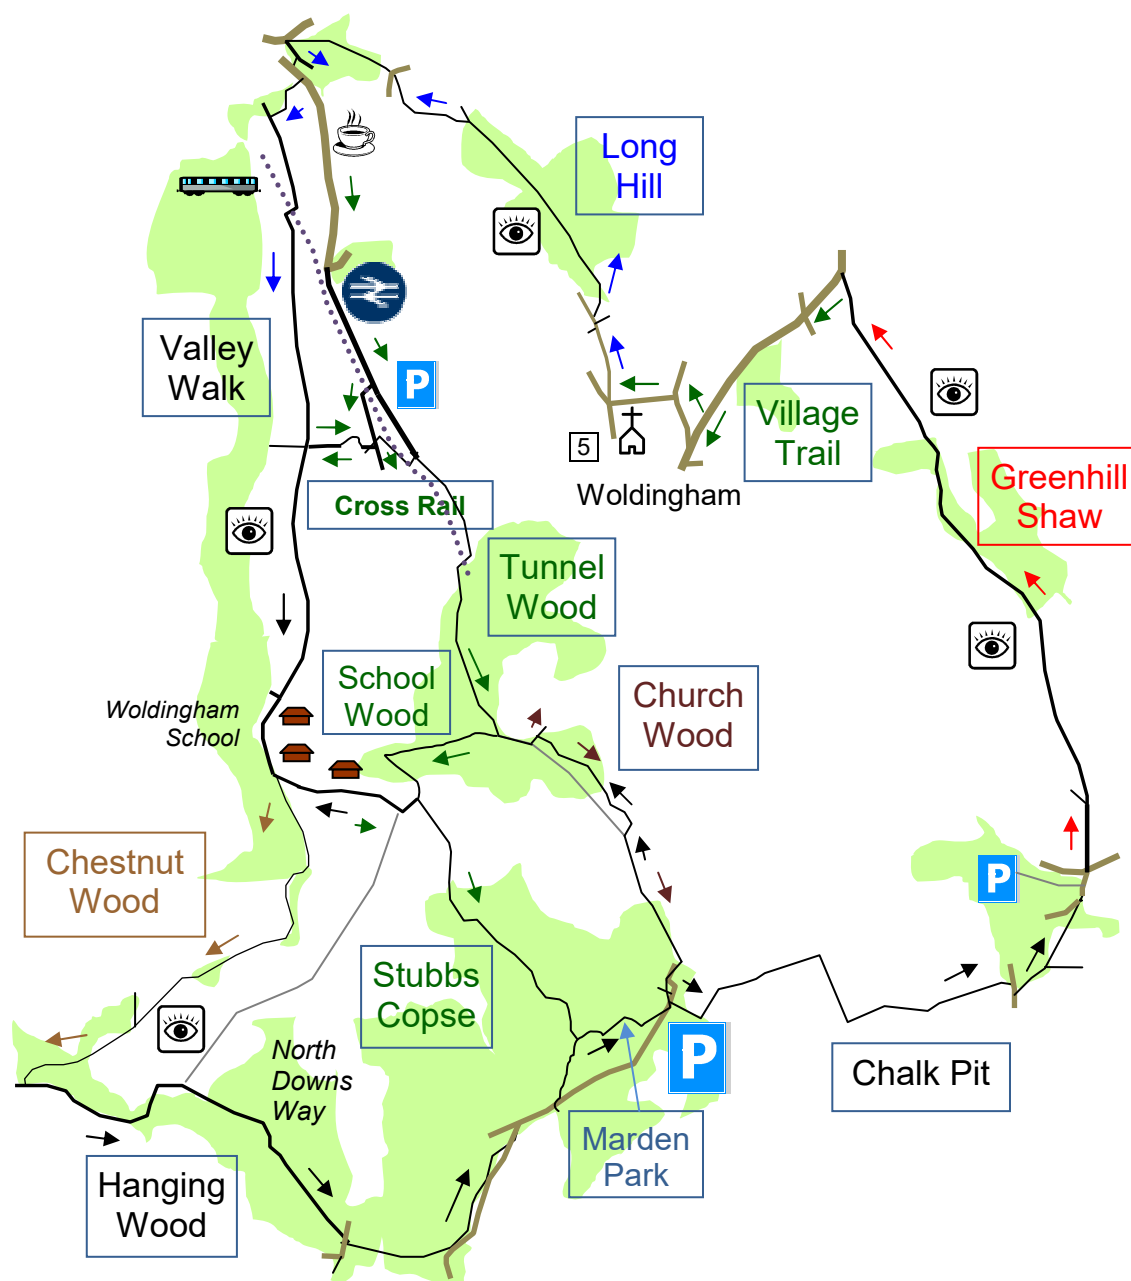 Long
Hill
Valley
Walk
P
Village
Trail
5
Woldingham
Greenhill
Shaw
Cross Rail
Tunnel
Wood
School
Wood
Church
Wood
Woldingham
School
Chestnut
Wood
P
Stubbs
Copse
North
Downs
Way
P
Chalk Pit
Marden
Park
Hanging
Wood